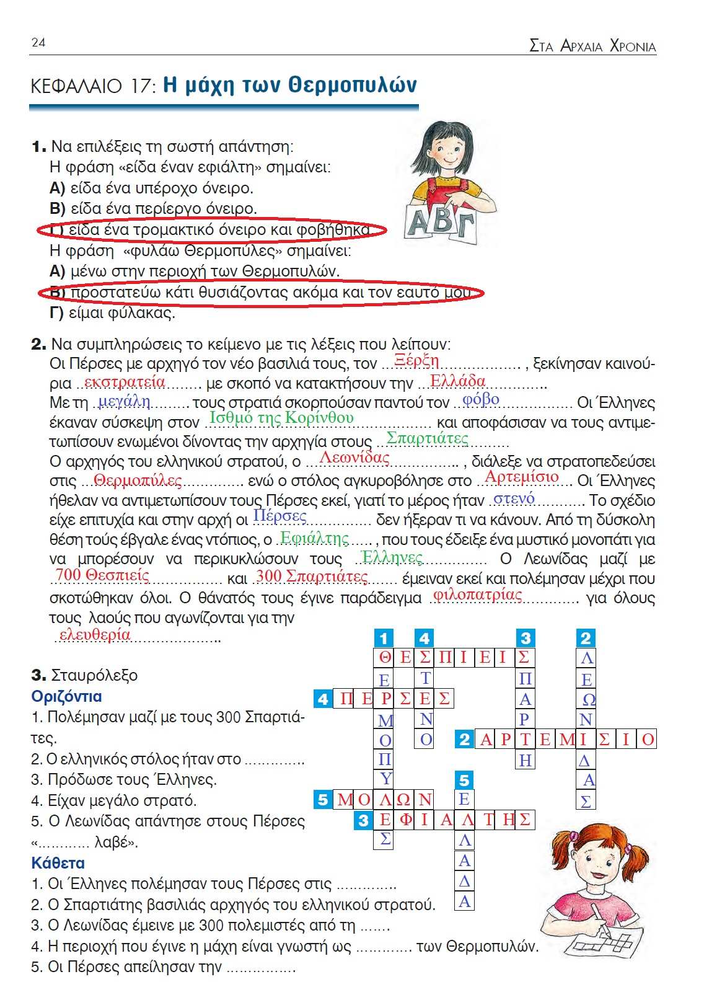 24 ΣΤΑ ΑΡΧΑΙΑ ΧΡΟΝΙΑ
ΚΕΦΑΛΑΙΟ 17: Η μάχη των Θερμοπυλών
1. Να επιλέξεις τη σωστή απάντηση:
Η φράση «είδα έναν εφιάλτη» σημαίνει:
Α) είδα ένα υπέροχο όνειρο.
Β) είδα ένα περίεργο όνειρο.
Γ) είδα ένα τρομακτικό όνειρο και φοβήθηκα.
Η φράση «φυλάω Θερμοπύλες» σημαίνει:
Α) μένω στην περιοχή των Θερμοπυλών.
Β) προστατεύω κάτι θυσιάζοντας ακόμα και τον εαυτό μου.
Γ) είμαι φύλακας.
Α Β Γ
2. Να συμπληρώσεις το κείμενο με τις λέξεις που λείπουν:
Οι Πέρσες με αρχηγό τον νέο βασιλιά τους, τον Ξέρξη , ξεκίνησαν καινού-
ρια εκστρατεία με σκοπό να κατακτήσουν την Ελλάδα
Με τη μεγάλη τους στρατιά σκορπούσαν παντού τον φόβο Οι Έλληνες
έκαναν σύσκεψη στον Ισθμό της Κορίνθου και αποφάσισαν να τους αντιμε-
τωπίσουν ενωμένοι δίνοντας την αρχηγία στους Σπαρτιάτες
Ο αρχηγός του ελληνικού στρατού, ο Λεωνίδας , διάλεξε να στρατοπεδεύσει
στις Θερμοπύλες ενώ ο στόλος αγκυροβόλησε στο Αρτεμίσιο. Οι Έλληνες
ήθελαν να αντιμετωπίσουν τους Πέρσες εκεί, γιατί το μέρος ήταν στενό. Το σχέδιο
είχε επιτυχία και στην αρχή οι Πέρσες δεν ήξεραν τι να κάνουν. Από τη δύσκολη
θέση τούς έβγαλε ένας ντόπιος, ο Εφιάλτης , που τους έδειξε ένα μυστικό μονοπάτι για
να μπορέσουν να περικυκλώσουν τους Έλληνες Ο Λεωνίδας μαζί με
700 Θεσπιείς και 300 Σπαρτιάτες έμειναν εκεί και πολέμησαν μέχρι που
σκοτώθηκαν όλοι. Ο θάνατός τους έγινε παράδειγμα φιλοπατρίας για όλους
τους λαούς που αγωνίζονται για την
ελευθερία
3. Σταυρόλεξο
Οριζόντια
1. Πολέμησαν μαζί με τους 300 Σπαρτιά-
τες.
2. Ο ελληνικός στόλος ήταν στο …………..
3. Πρόδωσε τους Έλληνες.
4. Είχαν μεγάλο στρατό.
5. Ο Λεωνίδας απάντησε στους Πέρσες
«………… λαβέ».
Κάθετα
1. Οι Έλληνες πολέμησαν τους Πέρσες στις …………..
2. Ο Σπαρτιάτης βασιλιάς αρχηγός του ελληνικού στρατού.
3. Ο Λεωνίδας έμεινε με 300 πολεμιστές από τη …….
4. Η περιοχή που έγινε η μάχη είναι γνωστή ως …………. των Θερμοπυλών.
5. Οι Πέρσες απείλησαν την …………….
1 4 3 2
Θ Ε Σ Π Ι Ε Ι Σ Λ
Ε Τ Π Ε
4 Π Ε Ρ Σ Ε Σ Α Ω
Μ Ν Ρ Ν
Ο Ο 2 Α Ρ Τ Ε Μ Ι Σ Ι Ο
Π Η Δ
Υ 5 Α
5 Μ Ο Λ Ω Ν Ε Σ
3 Ε Φ Ι Α Λ Τ Η Σ
Σ Λ
Α
Δ
Α